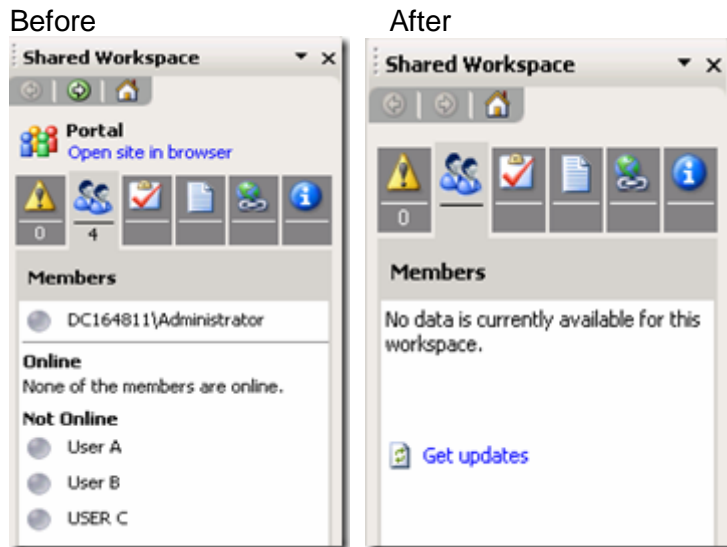 Before
After
Shared Workspace
Portal
Open site in browser
0
4
Members
DC164811\Administrator
Online
None of the members are online.
Not Online
User A
User B
USER C
Shared Workspace
0
Members
No data is currently available for this
workspace.
Get updates